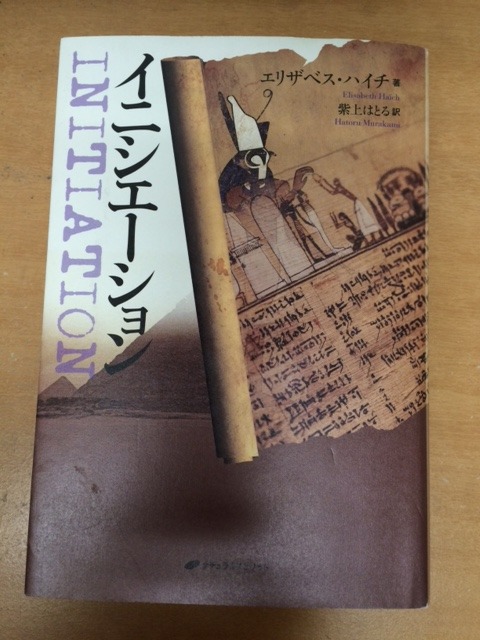 イニシエーション
INITIATION
エリザベス・ハイチ 著
Elisabeth Haich
紫上はとる 訳
Hatoru Murakami